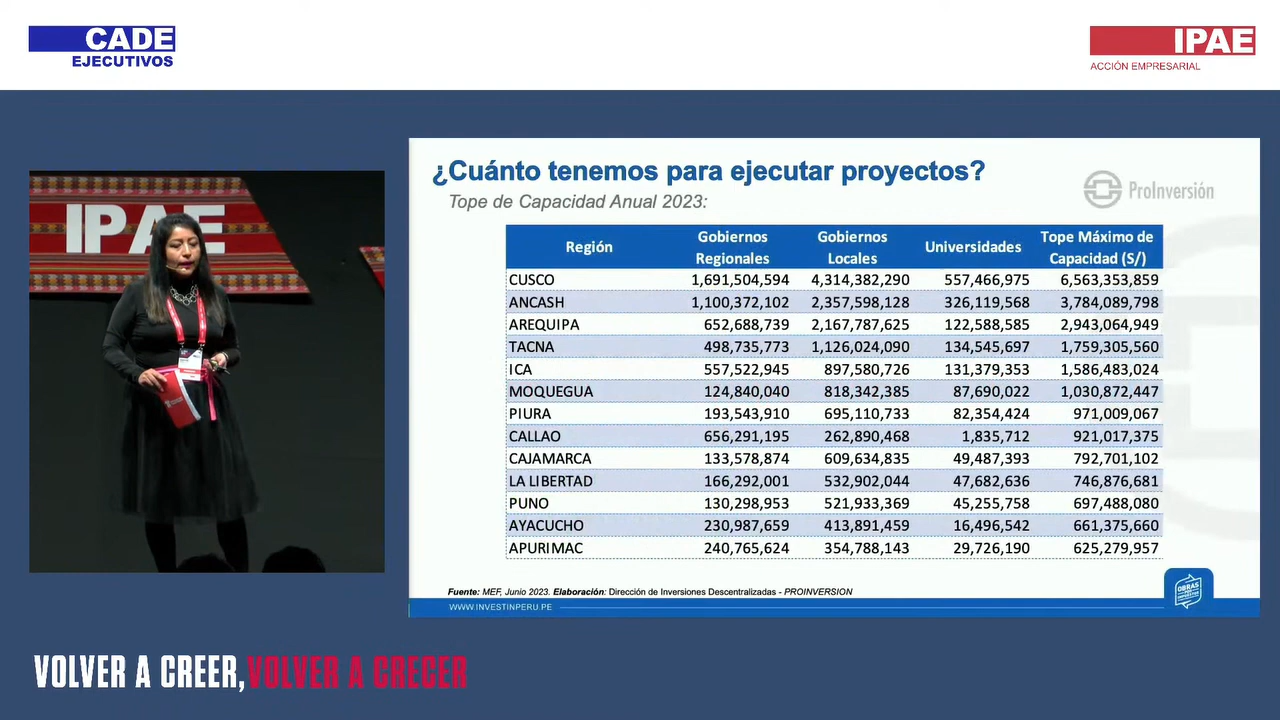 CADE
EJECUTIVOS
IPAE
ACCIÓN EMPRESARIAL
IPAE
¿Cuánto tenemos para ejecutar proyectos?
Tope de Capacidad Anual 2023:
ProInversión
Región Gobiernos Regionales Gobiernos Locales Universidades Tope Máximo de Capacidad (S/)
CUSCO 1,691,504,594 4,314,382,290 557,466,975 6,563,353,859
ANCASH 1,100,372,102 2,357,598,128 326,119,568 3,784,089,798
AREQUIPA 652,688,739 2,167,787,625 122,588,585 2,943,064,949
TACNA 498,735,773 1,126,024,090 134,545,697 1,759,305,560
ICA 557,522,945 897,580,726 131,379,353 1,586,483,024
MOQUEGUA 124,840,040 818,342,385 87,690,022 1,030,872,447
PIURA 193,543,910 695,110,733 82,354,424 971,009,067
CALLAO 656,291,195 262,890,468 1,835,712 921,017,375
CAJAMARCA 133,578,874 609,634,835 49,487,393 792,701,102
LA LIBERTAD 166,292,001 532,902,044 47,682,636 746,876,681
PUNO 130,298,953 521,933,369 45,255,758 697,488,080
AYACUCHO 230,987,659 413,891,459 16,496,542 661,375,660
APURIMAC 240,765,624 354,788,143 29,726,190 625,279,957
Fuente: MEF, Junio 2023. Elaboración: Dirección de Inversiones Descentralizadas - PROINVERSION
WWW.INVESTINPERU.PE
OBRAS
VOLVER A CREER, VOLVER A CRECER